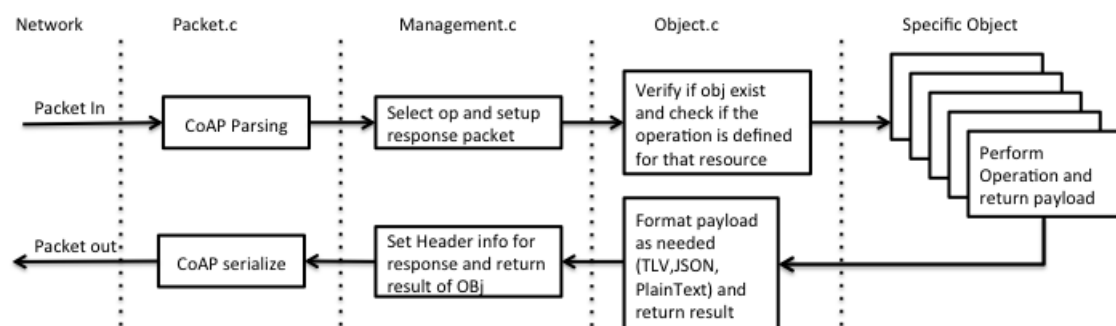 Network
Packet.c
Management.c
Object.c
Specific Object
Packet In
CoAP Parsing
Select op and setup
response packet
Verify if obj exist
and check if the
operation is defined
for that resource
Perform
Operation and
return payload
Packet out
CoAP serialize
Set Header info for
response and return
result of OBj
Format payload
as needed
(TLV,JSON,
PlainText) and
return result